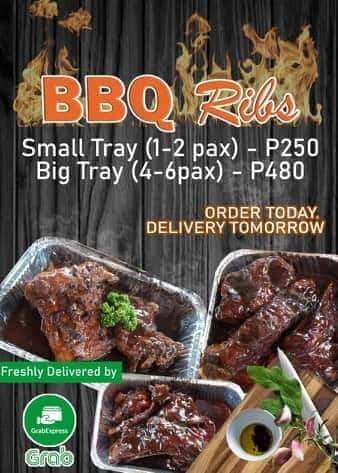 BBQ Ribs
Small Tray (1-2 pax) - P250
Big Tray (4-6pax) - P480
ORDER TODAY.
DELIVERY TOMORROW
Freshly Delivered by
GrabExpress
Grab